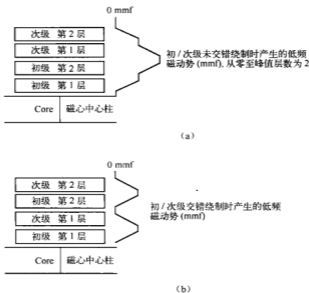 0 mmf
次级 第 2 层
次级 第 1 层
初级 第 2 层
初级 第 1 层
初 / 次级未交错绕制时产生的低频
磁动势 (mmf), 从零至峰值层数为 2
Core 磁心中心柱
(a)
0 mmf
次级 第 2 层
初级 第 2 层
次级 第 1 层
初级 第 1 层
初 / 次级交错绕制时产生的低频
磁动势 (mmf)
Core 磁心中心柱
(b)